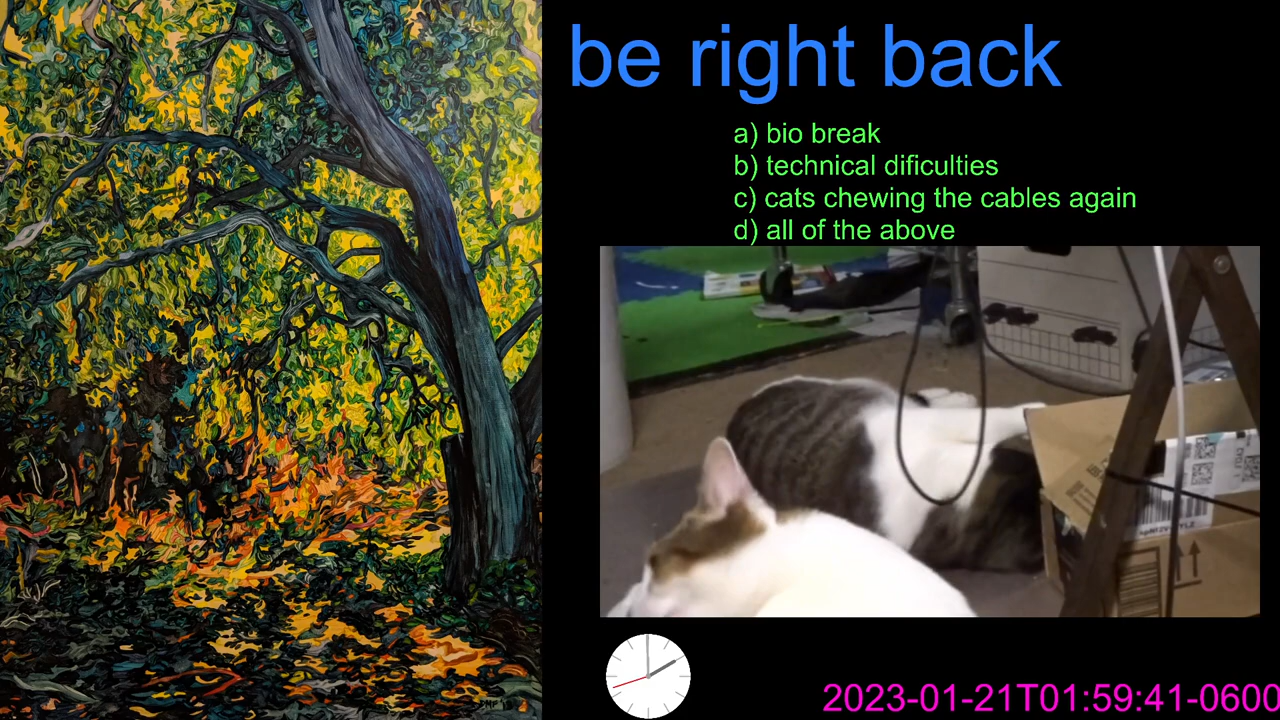 be right back
a) bio break
b) technical dificulties
c) cats chewing the cables again
d) all of the above
2023-01-21T01:59:41-0600